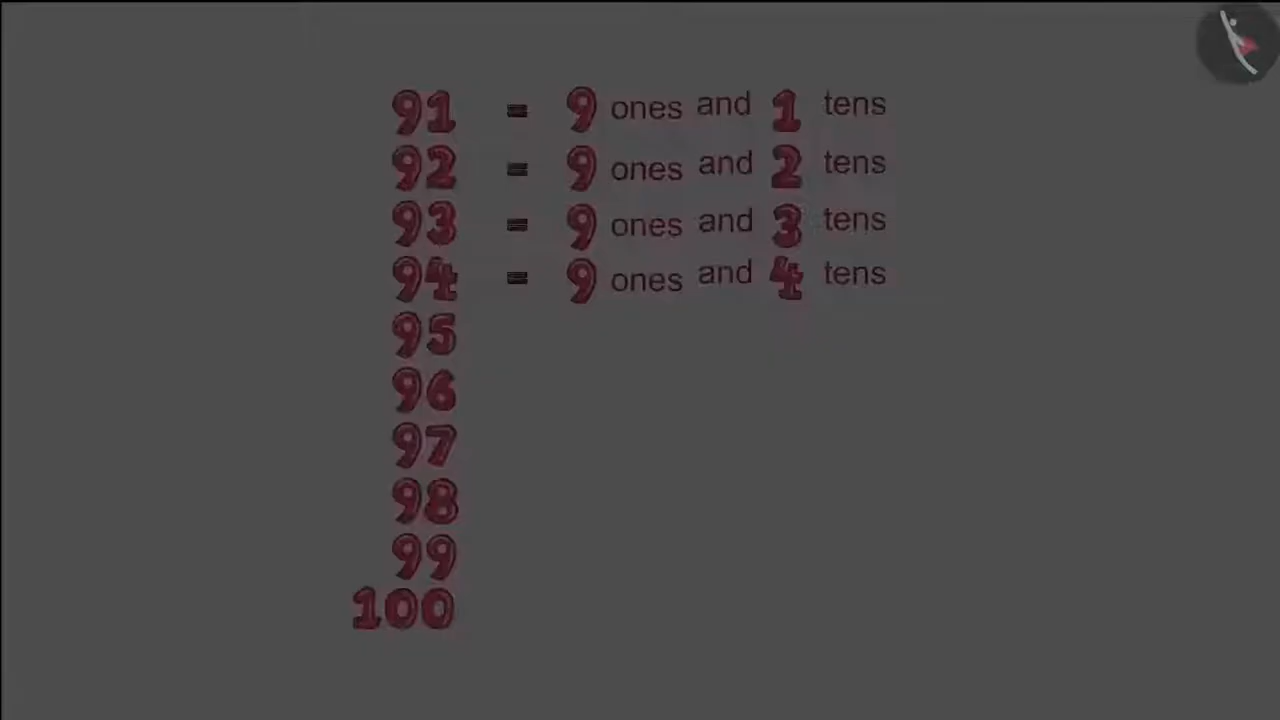 91 = 9 ones and 1 tens
92 = 9 ones and 2 tens
93 = 9 ones and 3 tens
94 = 9 ones and 4 tens
95
96
97
98
99
100